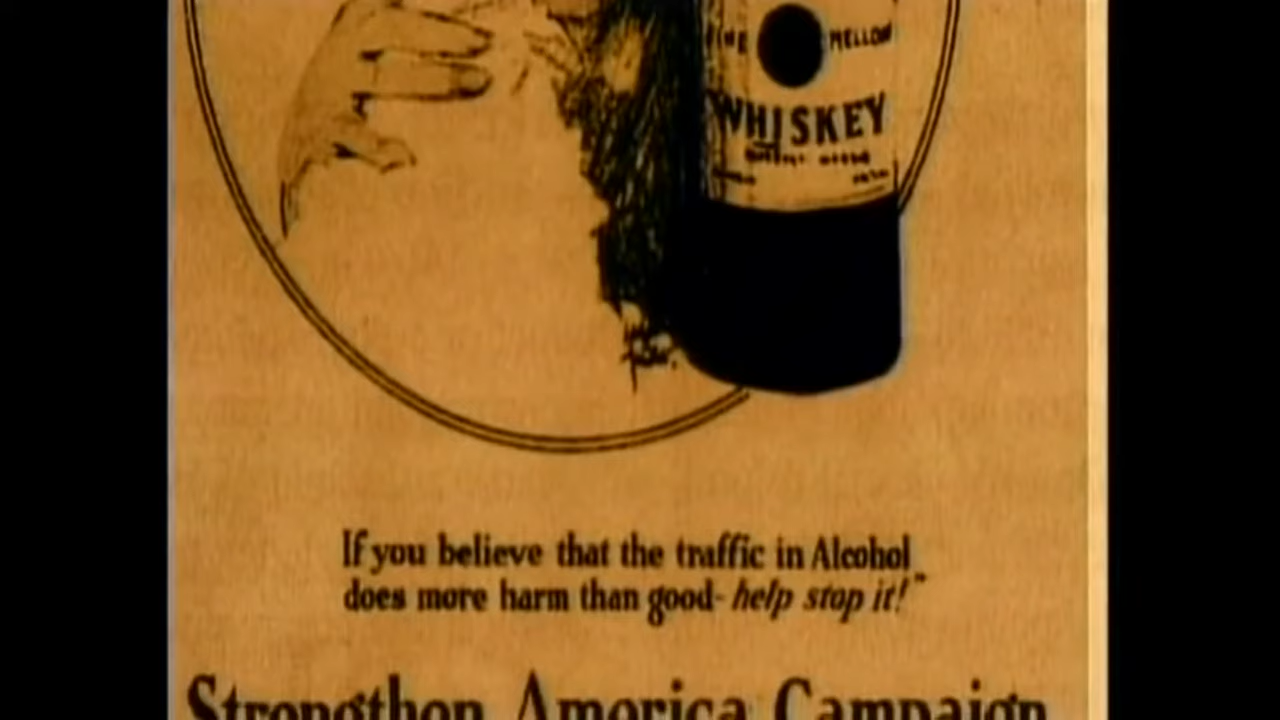 MELLOW
WHISKEY
If you believe that the traffic in Alcohol
does more harm than good- help stop it!"
Strengthen America Campaign